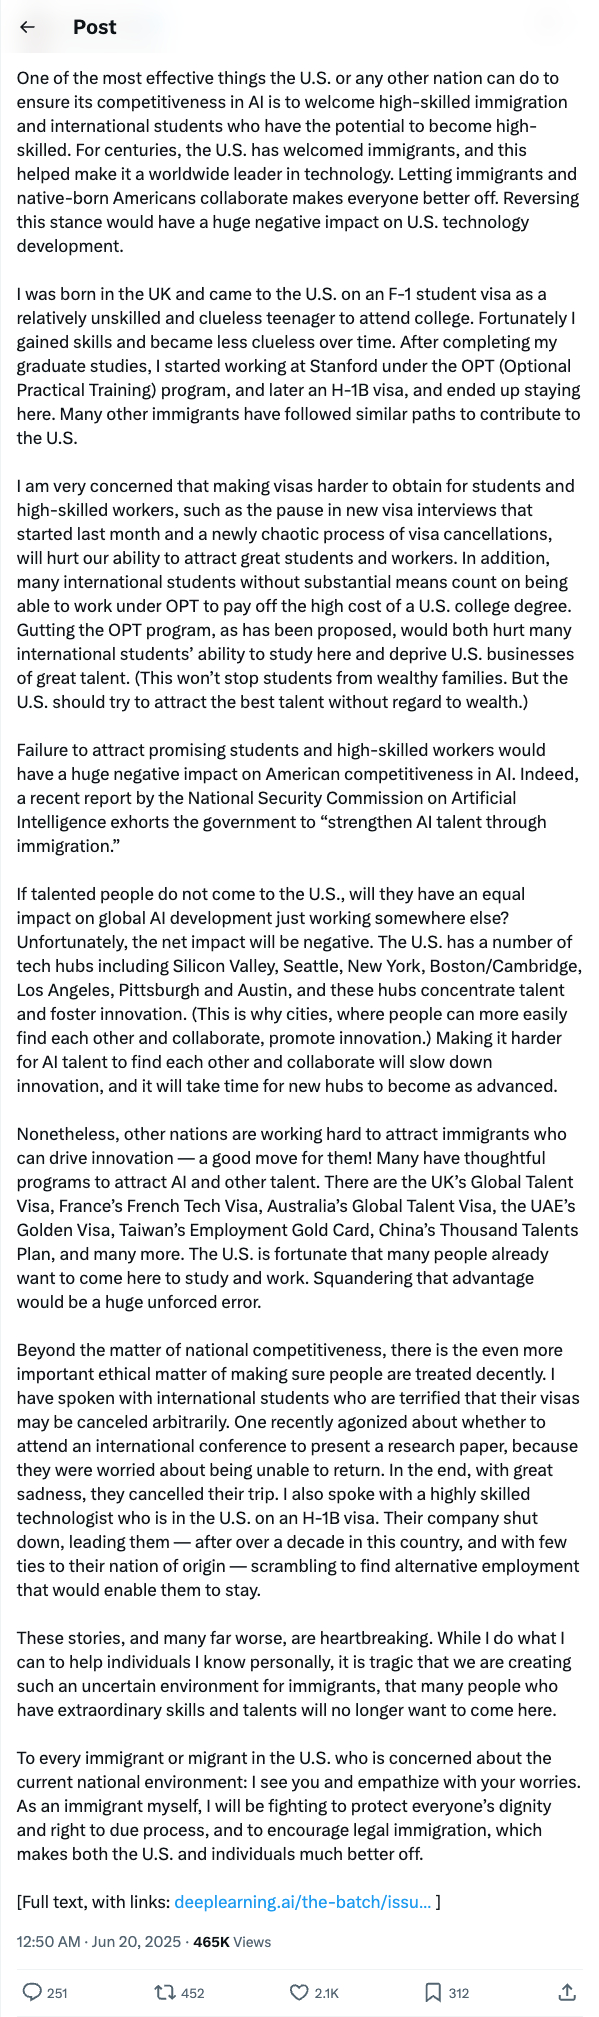 Post
One of the most effective things the U.S. or any other nation can do to
ensure its competitiveness in AI is to welcome high-skilled immigration
and international students who have the potential to become high-
skilled. For centuries, the U.S. has welcomed immigrants, and this
helped make it a worldwide leader in technology. Letting immigrants and
native-born Americans collaborate makes everyone better off. Reversing
this stance would have a huge negative impact on U.S. technology
development.
I was born in the UK and came to the U.S. on an F-1 student visa as a
relatively unskilled and clueless teenager to attend college. Fortunately I
gained skills and became less clueless over time. After completing my
graduate studies, I started working at Stanford under the OPT (Optional
Practical Training) program, and later an H-1B visa, and ended up staying
here. Many other immigrants have followed similar paths to contribute to
the U.S.
I am very concerned that making visas harder to obtain for students and
high-skilled workers, such as the pause in new visa interviews that
started last month and a newly chaotic process of visa cancellations,
will hurt our ability to attract great students and workers. In addition,
many international students without substantial means count on being
able to work under OPT to pay off the high cost of a U.S. college degree.
Gutting the OPT program, as has been proposed, would both hurt many
international students’ ability to study here and deprive U.S. businesses
of great talent. (This won’t stop students from wealthy families. But the
U.S. should try to attract the best talent without regard to wealth.)
Failure to attract promising students and high-skilled workers would
have a huge negative impact on American competitiveness in AI. Indeed,
a recent report by the National Security Commission on Artificial
Intelligence exhorts the government to “strengthen AI talent through
immigration.”
If talented people do not come to the U.S., will they have an equal
impact on global AI development just working somewhere else?
Unfortunately, the net impact will be negative. The U.S. has a number of
tech hubs including Silicon Valley, Seattle, New York, Boston/Cambridge,
Los Angeles, Pittsburgh and Austin, and these hubs concentrate talent
and foster innovation. (This is why cities, where people can more easily
find each other and collaborate, promote innovation.) Making it harder
for AI talent to find each other and collaborate will slow down
innovation, and it will take time for new hubs to become as advanced.
Nonetheless, other nations are working hard to attract immigrants who
can drive innovation — a good move for them! Many have thoughtful
programs to attract AI and other talent. There are the UK’s Global Talent
Visa, France’s French Tech Visa, Australia’s Global Talent Visa, the UAE’s
Golden Visa, Taiwan’s Employment Gold Card, China’s Thousand Talents
Plan, and many more. The U.S. is fortunate that many people already
want to come here to study and work. Squandering that advantage
would be a huge unforced error.
Beyond the matter of national competitiveness, there is the even more
important ethical matter of making sure people are treated decently. I
have spoken with international students who are terrified that their visas
may be canceled arbitrarily. One recently agonized about whether to
attend an international conference to present a research paper, because
they were worried about being unable to return. In the end, with great
sadness, they cancelled their trip. I also spoke with a highly skilled
technologist who is in the U.S. on an H-1B visa. Their company shut
down, leading them — after over a decade in this country, and with few
ties to their nation of origin — scrambling to find alternative employment
that would enable them to stay.
These stories, and many far worse, are heartbreaking. While I do what I
can to help individuals I know personally, it is tragic that we are creating
such an uncertain environment for immigrants, that many people who
have extraordinary skills and talents will no longer want to come here.
To every immigrant or migrant in the U.S. who is concerned about the
current national environment: I see you and empathize with your worries.
As an immigrant myself, I will be fighting to protect everyone’s dignity
and right to due process, and to encourage legal immigration, which
makes both the U.S. and individuals much better off.
[Full text, with links: deeplearning.ai/the-batch/issu... ]
12:50 AM · Jun 20, 2025 · 465K Views
251 452 2.1K 312